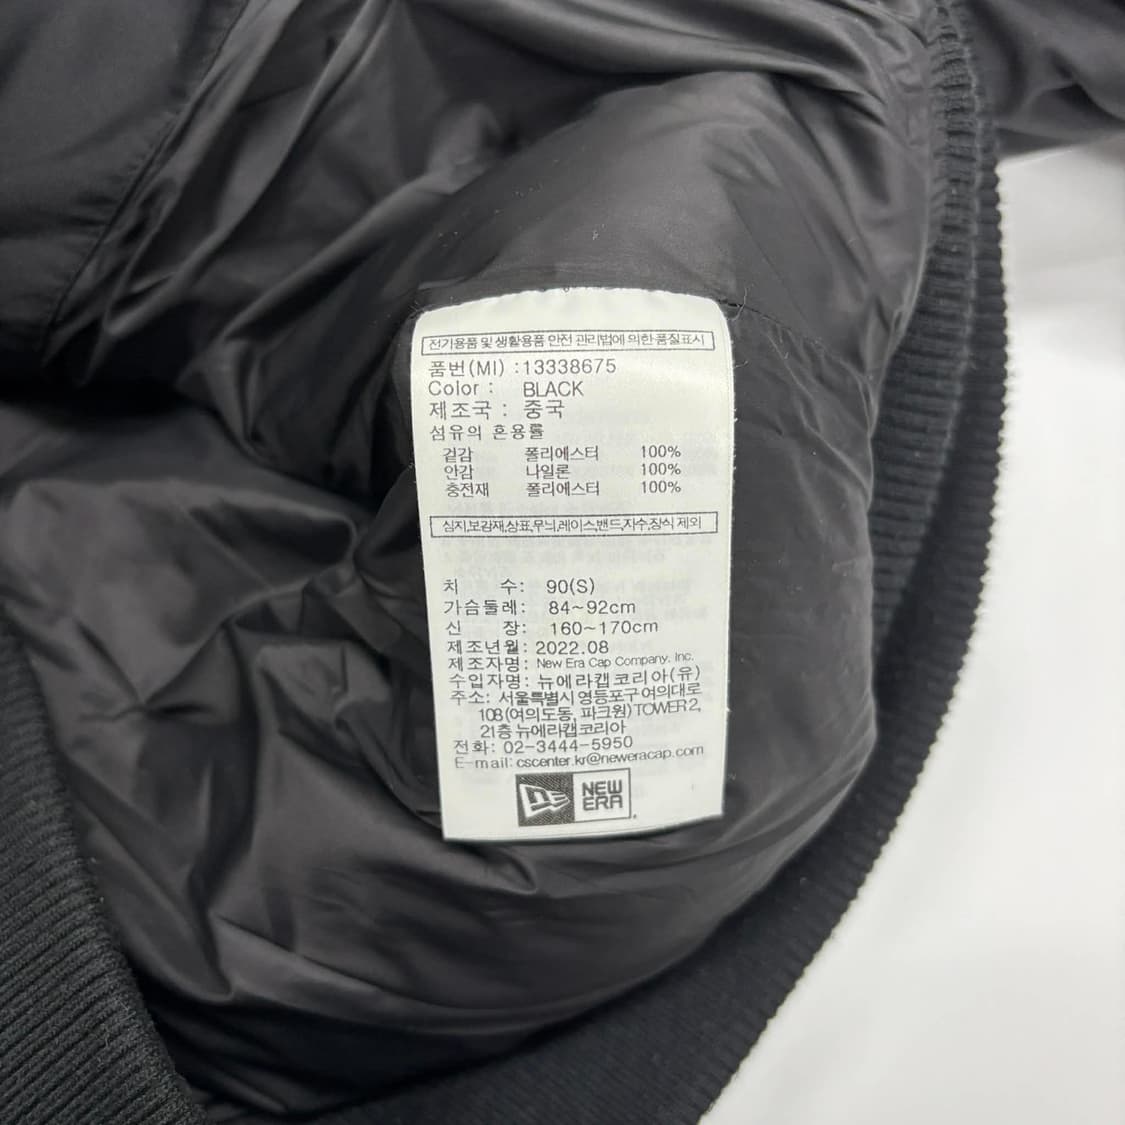 전기용품 및 생활용품 안전 관리법에 의한 품질표시
품번(MI) :13338675
Color : BLACK
제조국 : 중국
섬유의 혼용률
겉감 폴리에스터 100%
안감 나일론 100%
충전재 폴리에스터 100%
심지,보강재,상표,무늬,레이스,밴드,자수,장식 제외
치 수: 90(S)
가슴둘레: 84~92cm
신 장: 160~170cm
제조년월: 2022.08
제조자명: New Era Cap Company, Inc.
수입자명: 뉴에라캡코리아(유)
주소: 서울특별시 영등포구 여의대로
108(여의도동, 파크원) TOWER 2,
21층 뉴에라캡코리아
전화: 02-3444-5950
E-mail: cscenter.kr@neweracap.com
NEW
ERA